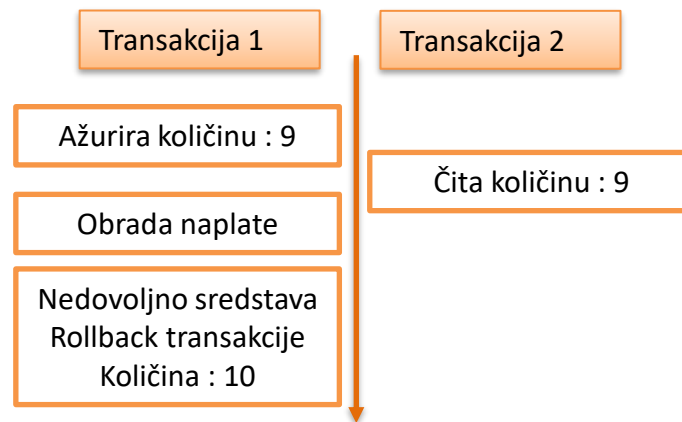 Transakcija 1
Transakcija 2
Ažurira količinu : 9
Čita količinu : 9
Obrada naplate
Nedovoljno sredstava
Rollback transakcije
Količina : 10